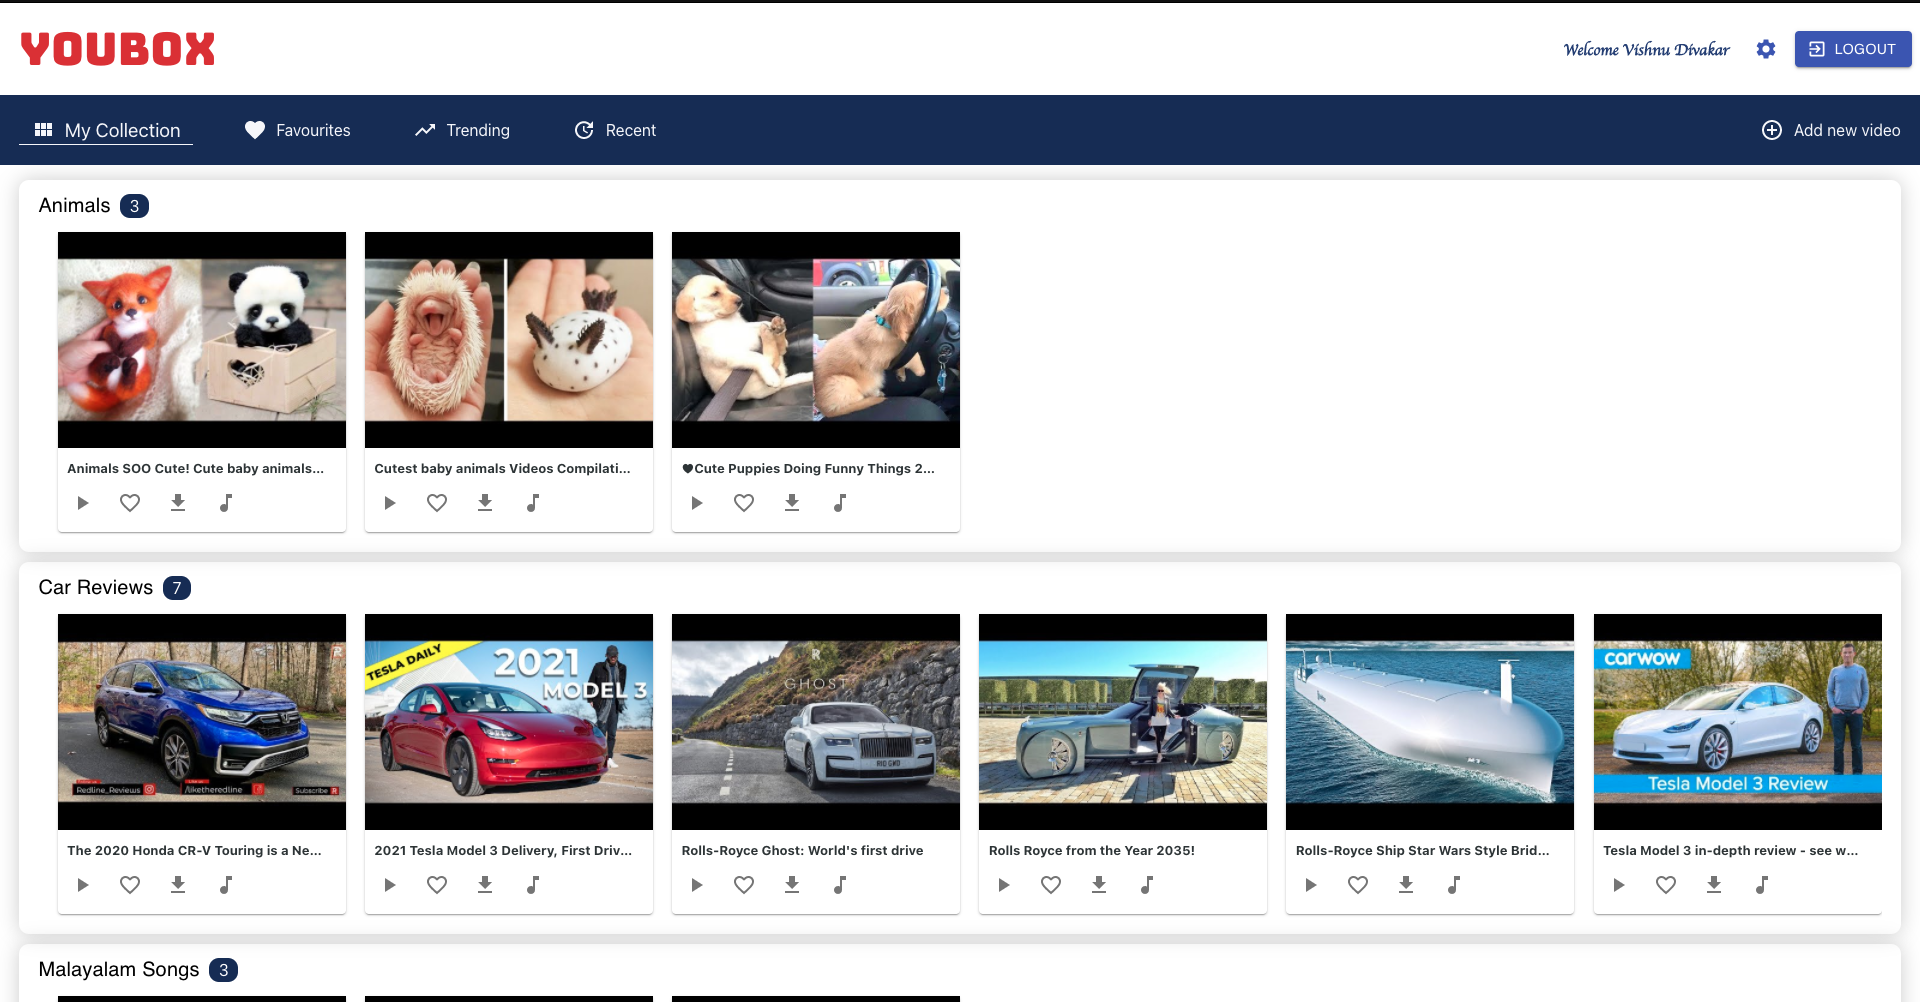 YOUBOX
Welcome Vishnu Divakar
LOGOUT
My Collection
Favourites
Trending
Recent
Add new video
Animals 3
Animals SOO Cute! Cute baby animals...
Cutest baby animals Videos Compilati...
♥Cute Puppies Doing Funny Things 2...
Car Reviews 7
R
Redline_Reviews
/liketheredline
Subscribe
TESLA DAILY
2021
MODEL 3
GHOST
R10 GWD
carwow
Tesla Model 3 Review
The 2020 Honda CR-V Touring is a Ne...
2021 Tesla Model 3 Delivery, First Driv...
Rolls-Royce Ghost: World's first drive
Rolls Royce from the Year 2035!
Rolls-Royce Ship Star Wars Style Brid...
Tesla Model 3 in-depth review - see w...
Malayalam Songs 3